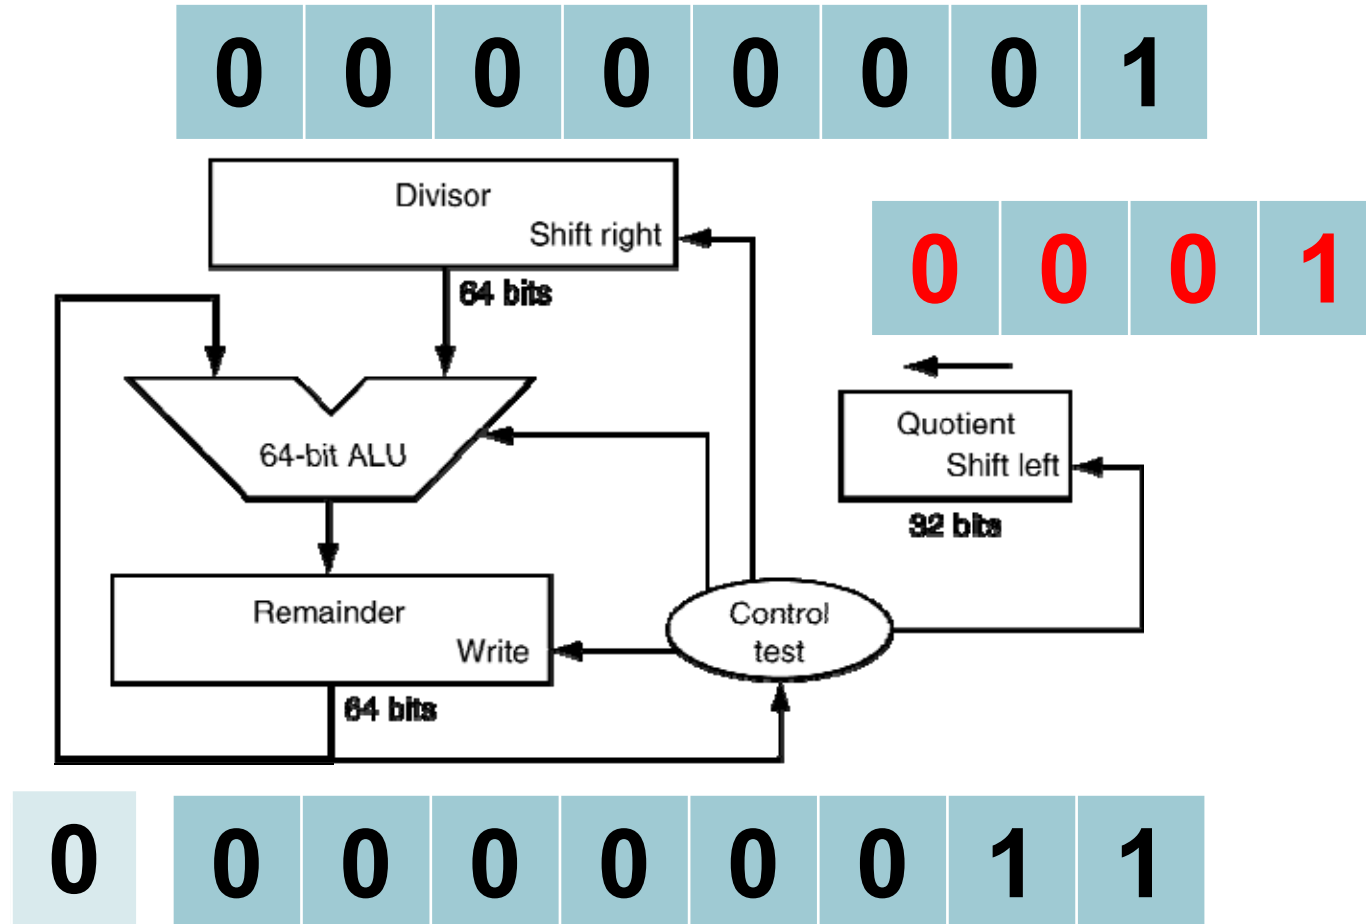 0 0 0 0 0 0 0 1
Divisor
Shift right
64 bits
0 0 0 1
64-bit ALU
Quotient
Shift left
32 bits
Remainder
Write
Control
test
64 bits
0 0 0 0 0 0 0 1 1